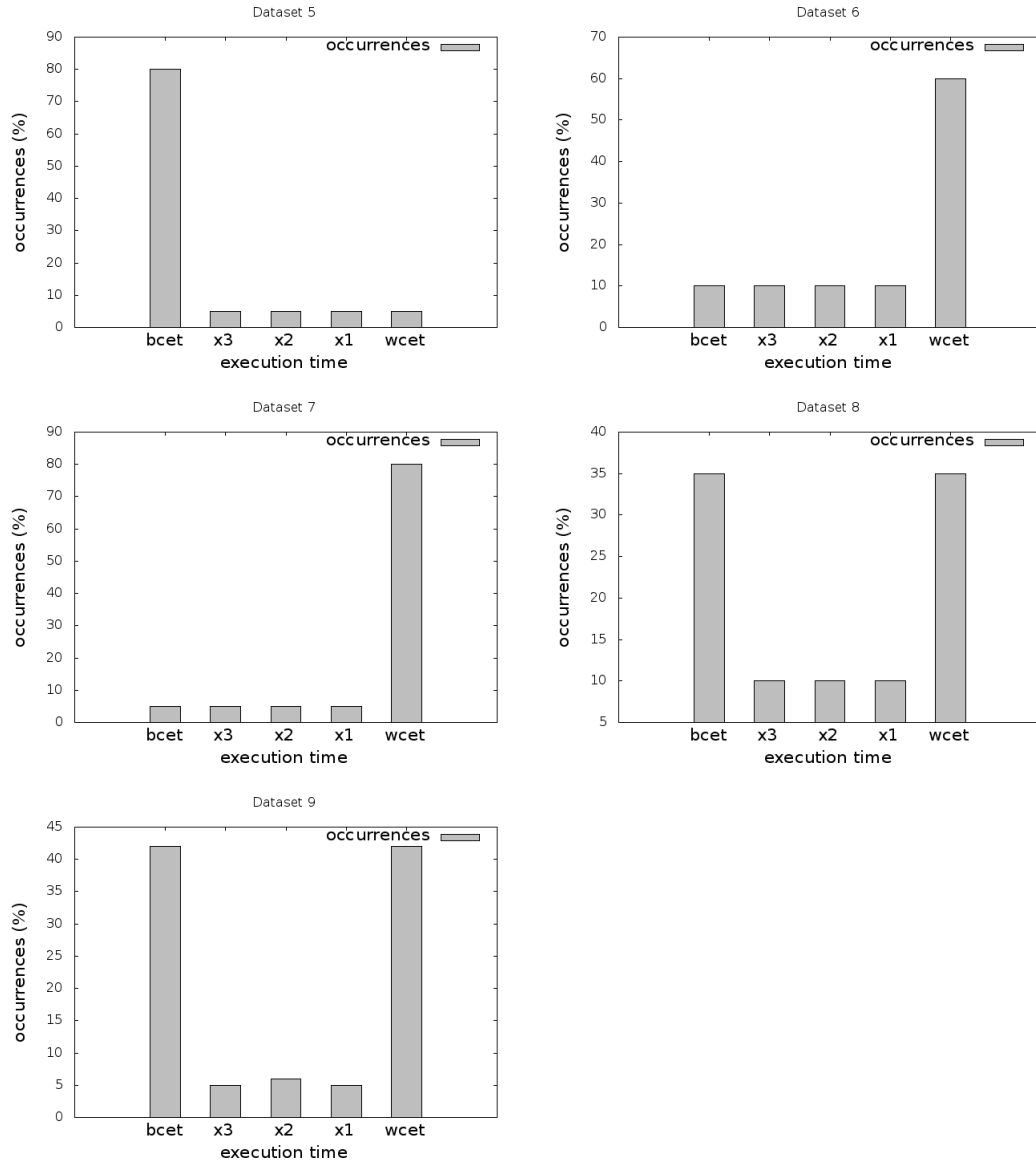 Dataset 5
occurrences
90
80
70
60
50
40
30
20
10
0
occurrences (%)
bcet x3 x2 x1 wcet
execution time
Dataset 6
occurrences
70
60
50
40
30
20
10
0
occurrences (%)
bcet x3 x2 x1 wcet
execution time
Dataset 7
occurrences
90
80
70
60
50
40
30
20
10
0
occurrences (%)
bcet x3 x2 x1 wcet
execution time
Dataset 8
occurrences
40
35
30
25
20
15
10
5
occurrences (%)
bcet x3 x2 x1 wcet
execution time
Dataset 9
occurrences
45
40
35
30
25
20
15
10
5
0
occurrences (%)
bcet x3 x2 x1 wcet
execution time